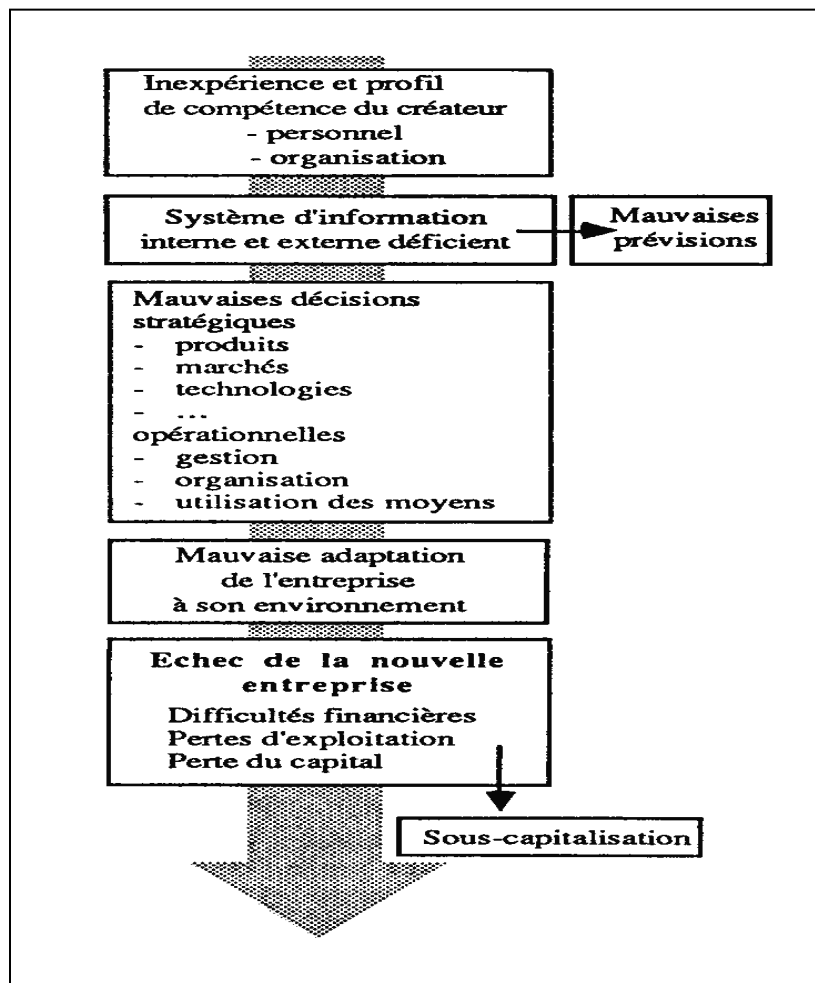 Inexpérience et profil
de compétence du créateur
- personnel
- organisation
Système d'information
interne et externe déficient
Mauvaises
prévisions
Mauvaises décisions
stratégiques
- produits
- marchés
- technologies
- ...
opérationnelles
- gestion
- organisation
- utilisation des moyens
Mauvaise adaptation
de l'entreprise
à son environnement
Echec de la nouvelle
entreprise
Difficultés financières
Pertes d'exploitation
Perte du capital
Sous-capitalisation